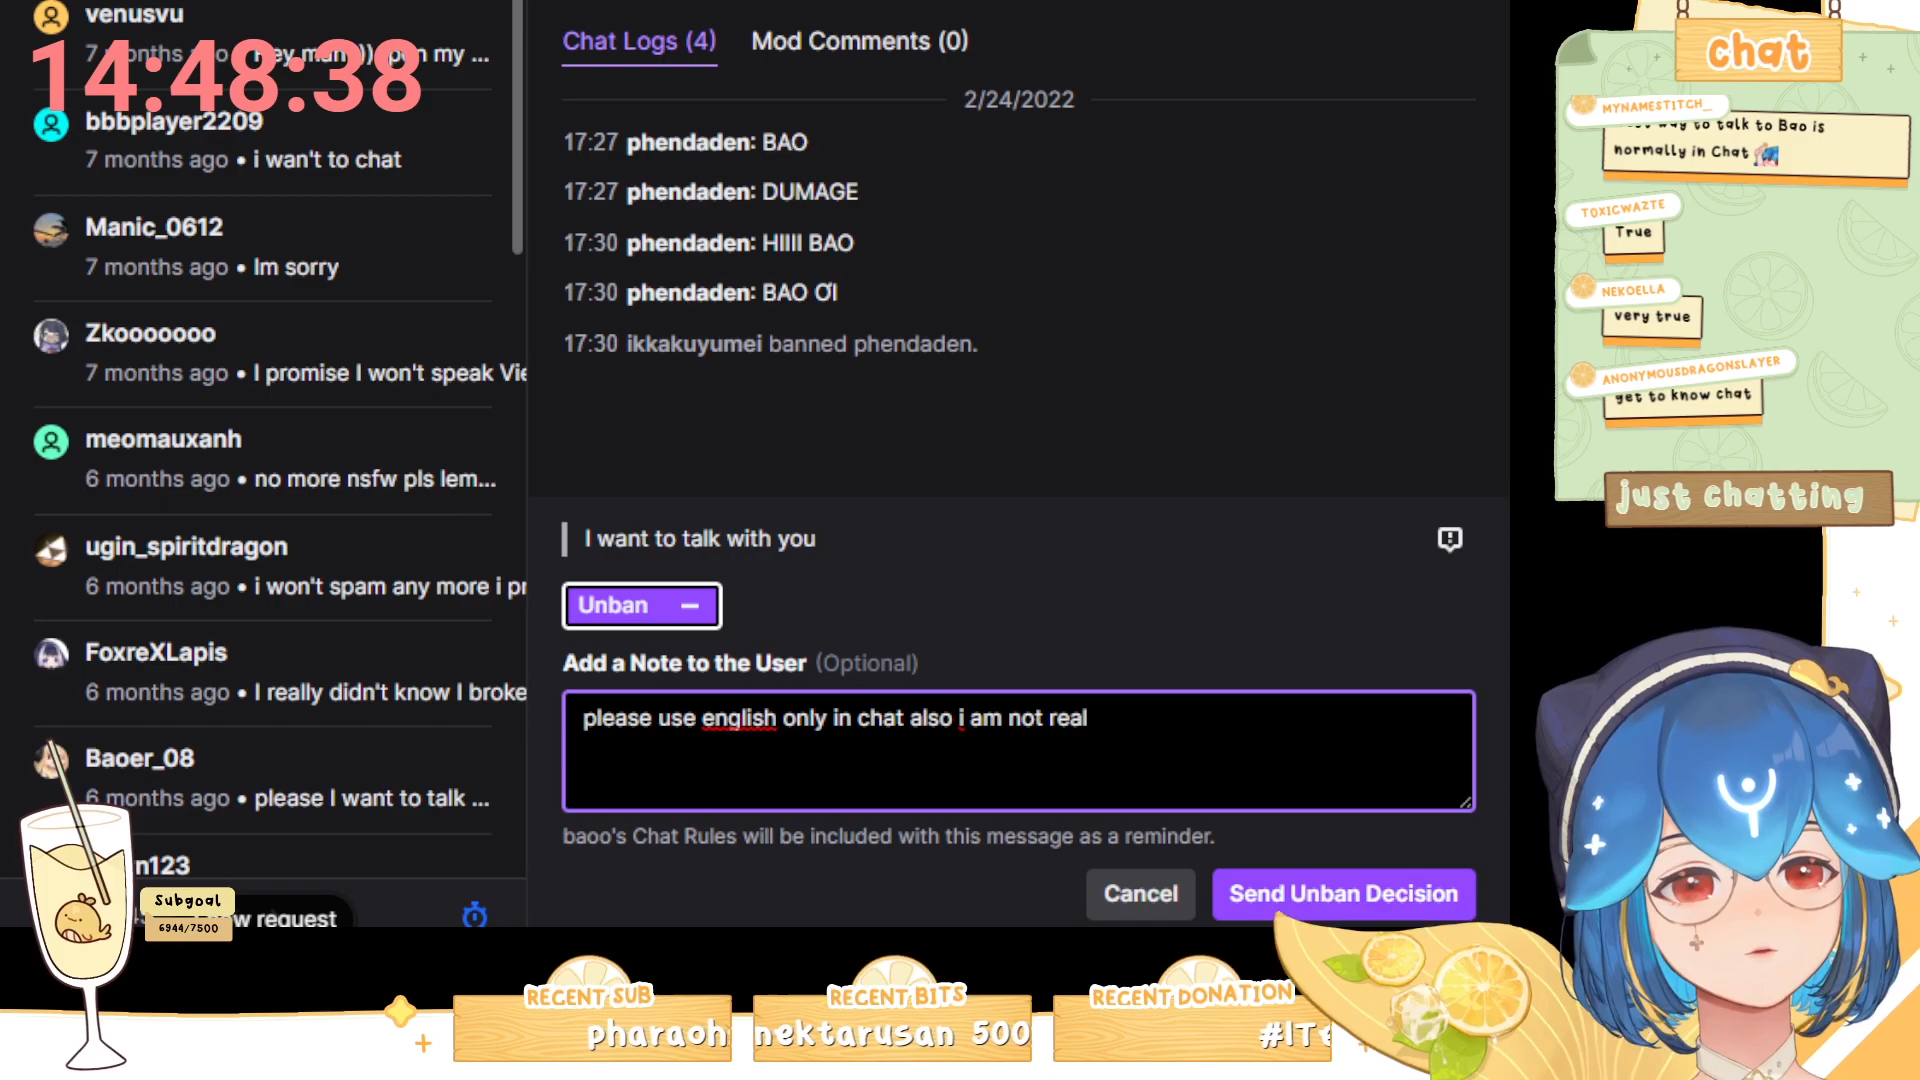 venusvu
7 months ago
my ...
14:48:38
bbbplayer2209
7 months ago • i wan't to chat
Manic_0612
7 months ago • Im sorry
Zkooooooo
7 months ago • I promise I won't speak Vie
meomauxanh
6 months ago • no more nsfw pls lem...
ugin_spiritdragon
6 months ago • i won't spam any more i pr
FoxreXLapis
6 months ago • I really didn't know I broke
Baoer_08
6 months ago • please I want to talk ...
n123
w request
Subgoal
6944/7500
Chat Logs (4)
Mod Comments (0)
2/24/2022
17:27 phendaden: BAO
17:27 phendaden: DUMAGE
17:30 phendaden: HIIII BAO
17:30 phendaden: BAO ƠI
17:30 ikkakuyumei banned phendaden.
I want to talk with you
Unban
Add a Note to the User (Optional)
please use english only in chat also i am not real
baoo's Chat Rules will be included with this message as a reminder.
Cancel
Send Unban Decision
chat
MYNAMESTITCH_
way to talk to Bao is
normally in Chat
TOXICWAZTE
True
NEKOELLA
very true
ANONYMOUSDRAGONSLAYER
get to know chat
just chatting
RECENT SUB
pharaoh
RECENT BITS
nektarusan 500
RECENT DONATION
#ITe